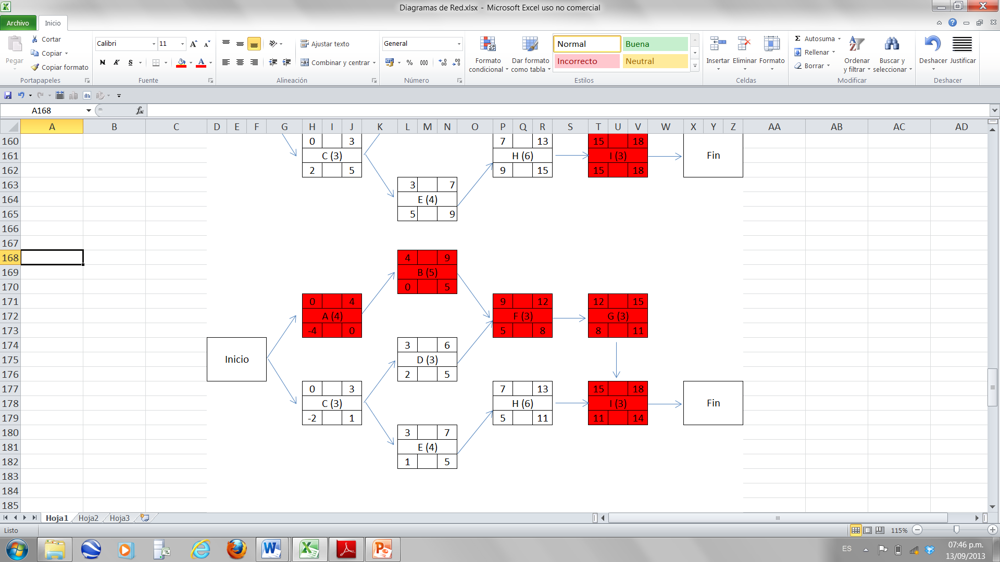 Diagramas de Red.xlsx - Microsoft Excel uso no comercial
Archivo Inicio
Pegar
Cortar
Copiar
Copiar formato
Portapapeles
Calibri 11
N K S A
Fuente
Ajustar texto
Combinar y centrar
Alineación
General
% 000
Número
Formato condicional
Dar formato como tabla
Normal Buena
Incorrecto Neutral
Estilos
Insertar Eliminar Formato
Celdas
Autosuma
Rellenar
Borrar
Ordenar y filtrar
Buscar y seleccionar
Modificar
Deshacer Justificar
Deshacer
A168 fx
A B C D E F G H I J K L M N O P Q R S T U V W X Y Z AA AB AC AD
160 0 3 7 13 15 18
161 C (3) H (6) I (3) Fin
162 2 5 9 15 15 18
163 3 7
164 E (4)
165 5 9
166
167
168 4 9
169 B (5)
170 0 5
171 0 4 9 12 12 15
172 A (4) F (3) G (3)
173 -4 0 5 8 8 11
174 3 6
175 Inicio D (3)
176 2 5
177 0 3 7 13 15 18
178 C (3) H (6) I (3) Fin
179 -2 1 5 11 11 14
180 3 7
181 E (4)
182 1 5
183
184
185
Hoja1 Hoja2 Hoja3
Listo 115%
ES 07:46 p.m.
13/09/2013